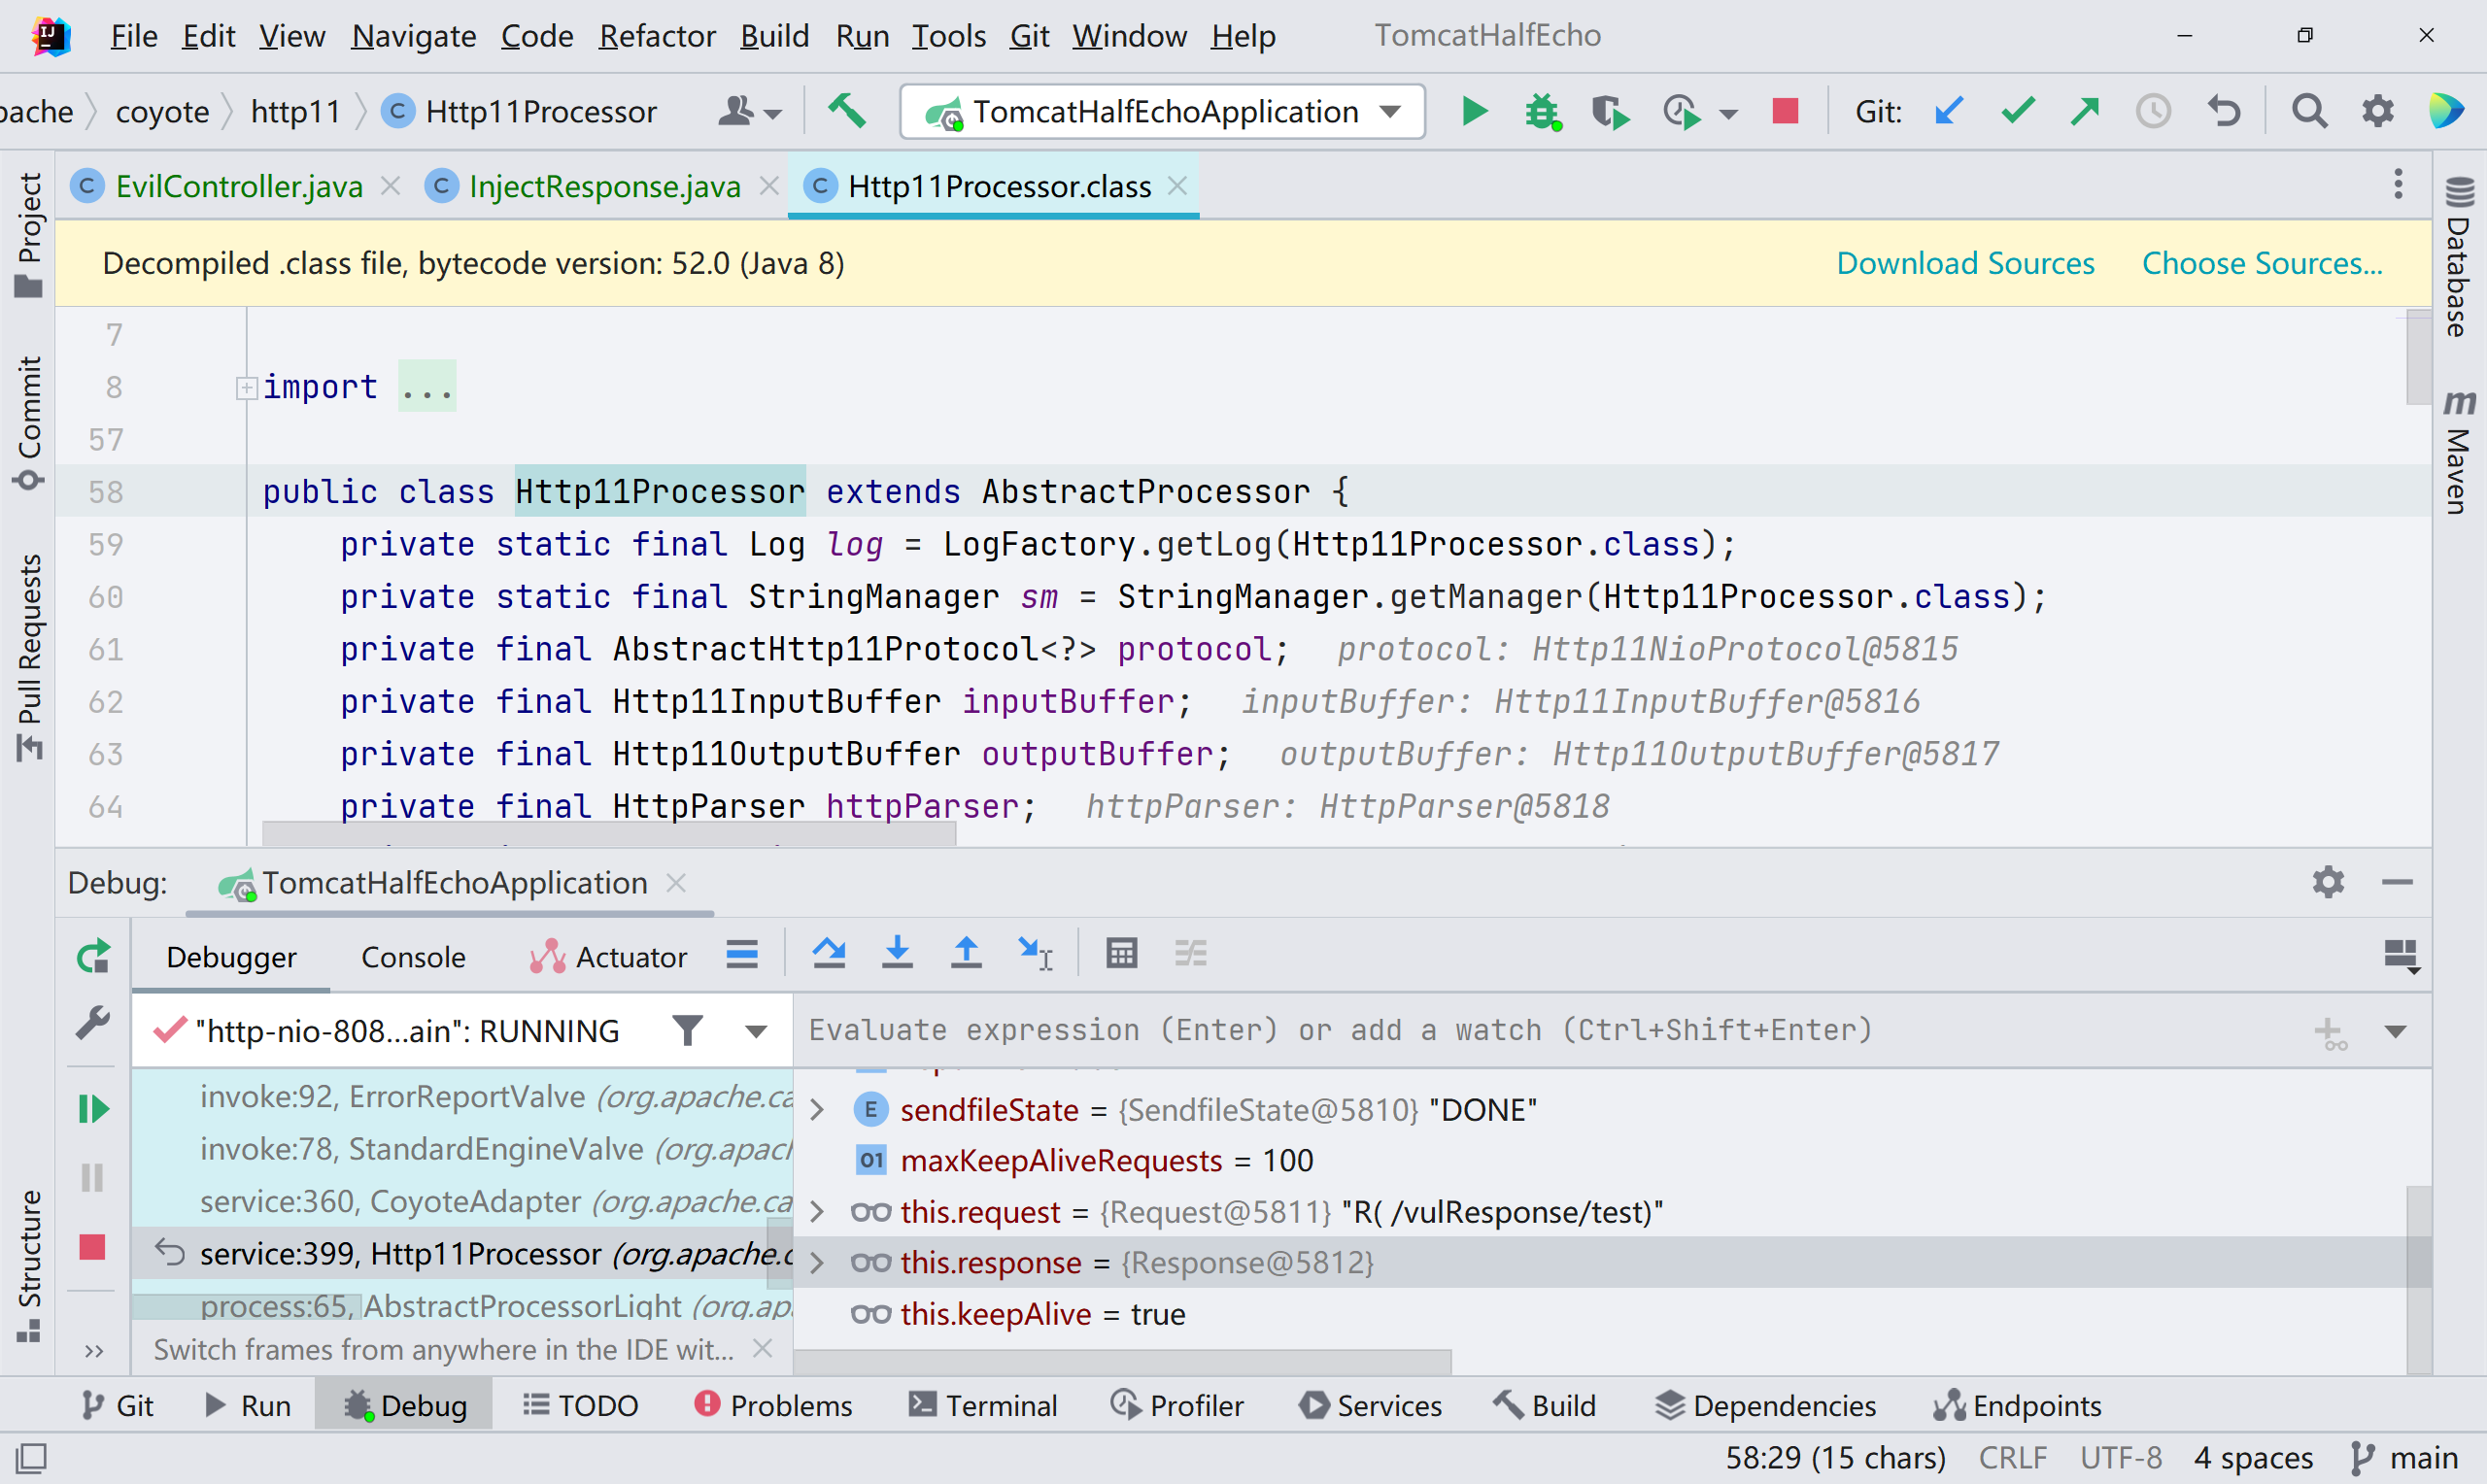 File Edit View Navigate Code Refactor Build Run Tools Git Window Help TomcatHalfEcho
pache coyote http11 Http11Processor TomcatHalfEchoApplication Git:
EvilController.java InjectResponse.java Http11Processor.class
Decompiled .class file, bytecode version: 52.0 (Java 8) Download Sources Choose Sources...
7
8 import ...
57
58 public class Http11Processor extends AbstractProcessor {
59 private static final Log log = LogFactory.getLog(Http11Processor.class);
60 private static final StringManager sm = StringManager.getManager(Http11Processor.class);
61 private final AbstractHttp11Protocol<?> protocol; protocol: Http11NioProtocol@5815
62 private final Http11InputBuffer inputBuffer; inputBuffer: Http11InputBuffer@5816
63 private final Http11OutputBuffer outputBuffer; outputBuffer: Http11OutputBuffer@5817
64 private final HttpParser httpParser; httpParser: HttpParser@5818
Project
Commit
Pull Requests
Structure
Database
Maven
Debug: TomcatHalfEchoApplication
Debugger Console Actuator
"http-nio-808...ain": RUNNING
Evaluate expression (Enter) or add a watch (Ctrl+Shift+Enter)
invoke:92, ErrorReportValve (org.apache.ca
invoke:78, StandardEngineValve (org.apach
service:360, CoyoteAdapter (org.apache.ca
service:399, Http11Processor (org.apache.c
process:65, AbstractProcessorLight (org.ap
Switch frames from anywhere in the IDE wit...
sendfileState = {SendfileState@5810} "DONE"
maxKeepAliveRequests = 100
this.request = {Request@5811} "R( /vulResponse/test)"
this.response = {Response@5812}
this.keepAlive = true
Git Run Debug TODO Problems Terminal Profiler Services Build Dependencies Endpoints
58:29 (15 chars) CRLF UTF-8 4 spaces main